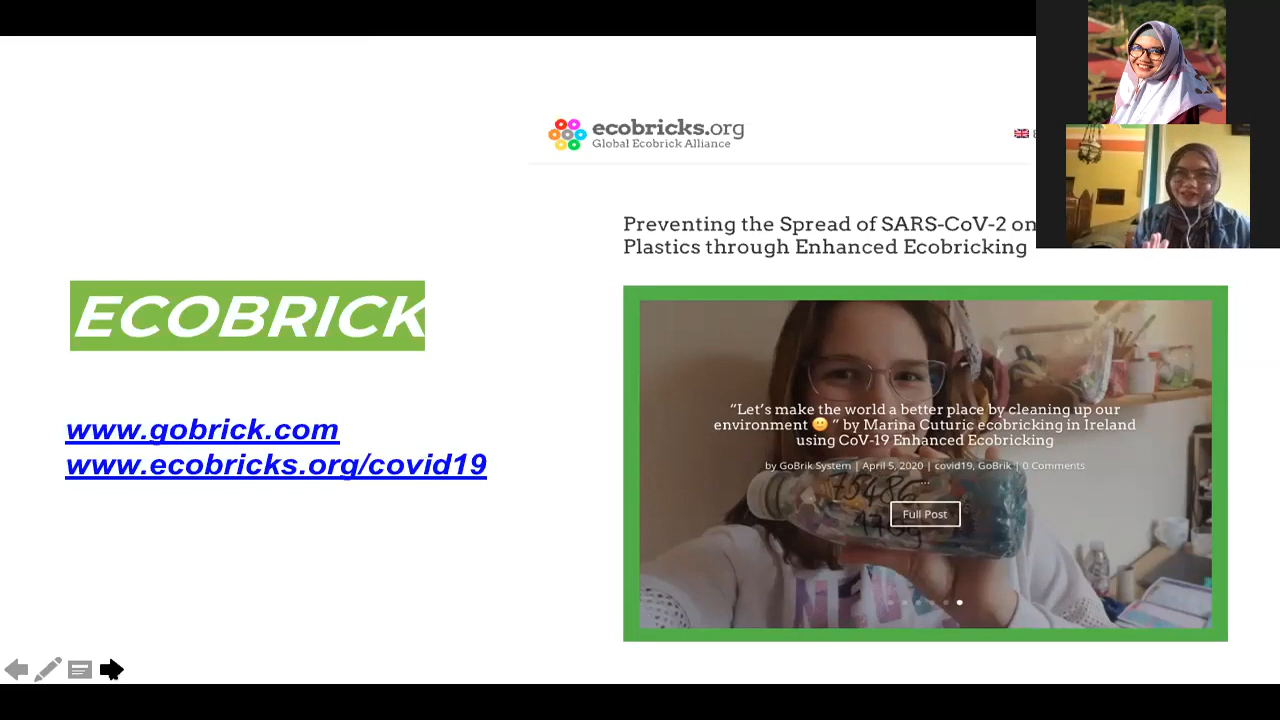 ecobricks.org
Global Ecobrick Alliance
Preventing the Spread of SARS-CoV-2 on
Plastics through Enhanced Ecobricking
ECOBRICK
www.gobrick.com
www.ecobricks.org/covid19
“Let’s make the world a better place by cleaning up our
environment 🙂 ” by Marina Cuturic ecobricking in Ireland
using CoV-19 Enhanced Ecobricking
by GoBrik System | April 5, 2020 | covid19, GoBrik | 0 Comments
...
75486
Full Post